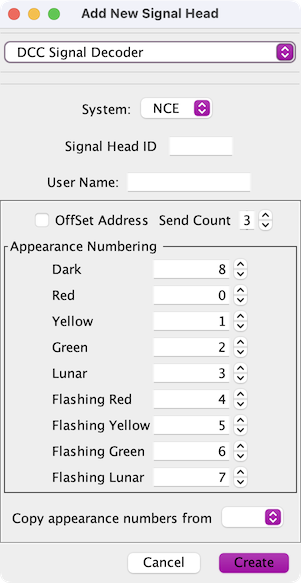 Add New Signal Head
DCC Signal Decoder
System: NCE
Signal Head ID
User Name:
OffSet Address Send Count 3
Appearance Numbering
Dark 8
Red 0
Yellow 1
Green 2
Lunar 3
Flashing Red 4
Flashing Yellow 5
Flashing Green 6
Flashing Lunar 7
Copy appearance numbers from
Cancel Create